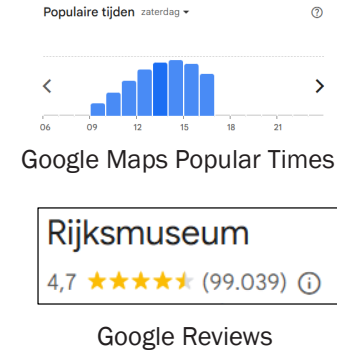 Populaire tijden zaterdag
06 09 12 15 18 21
Google Maps Popular Times
Rijksmuseum
4,7 (99.039)
Google Reviews